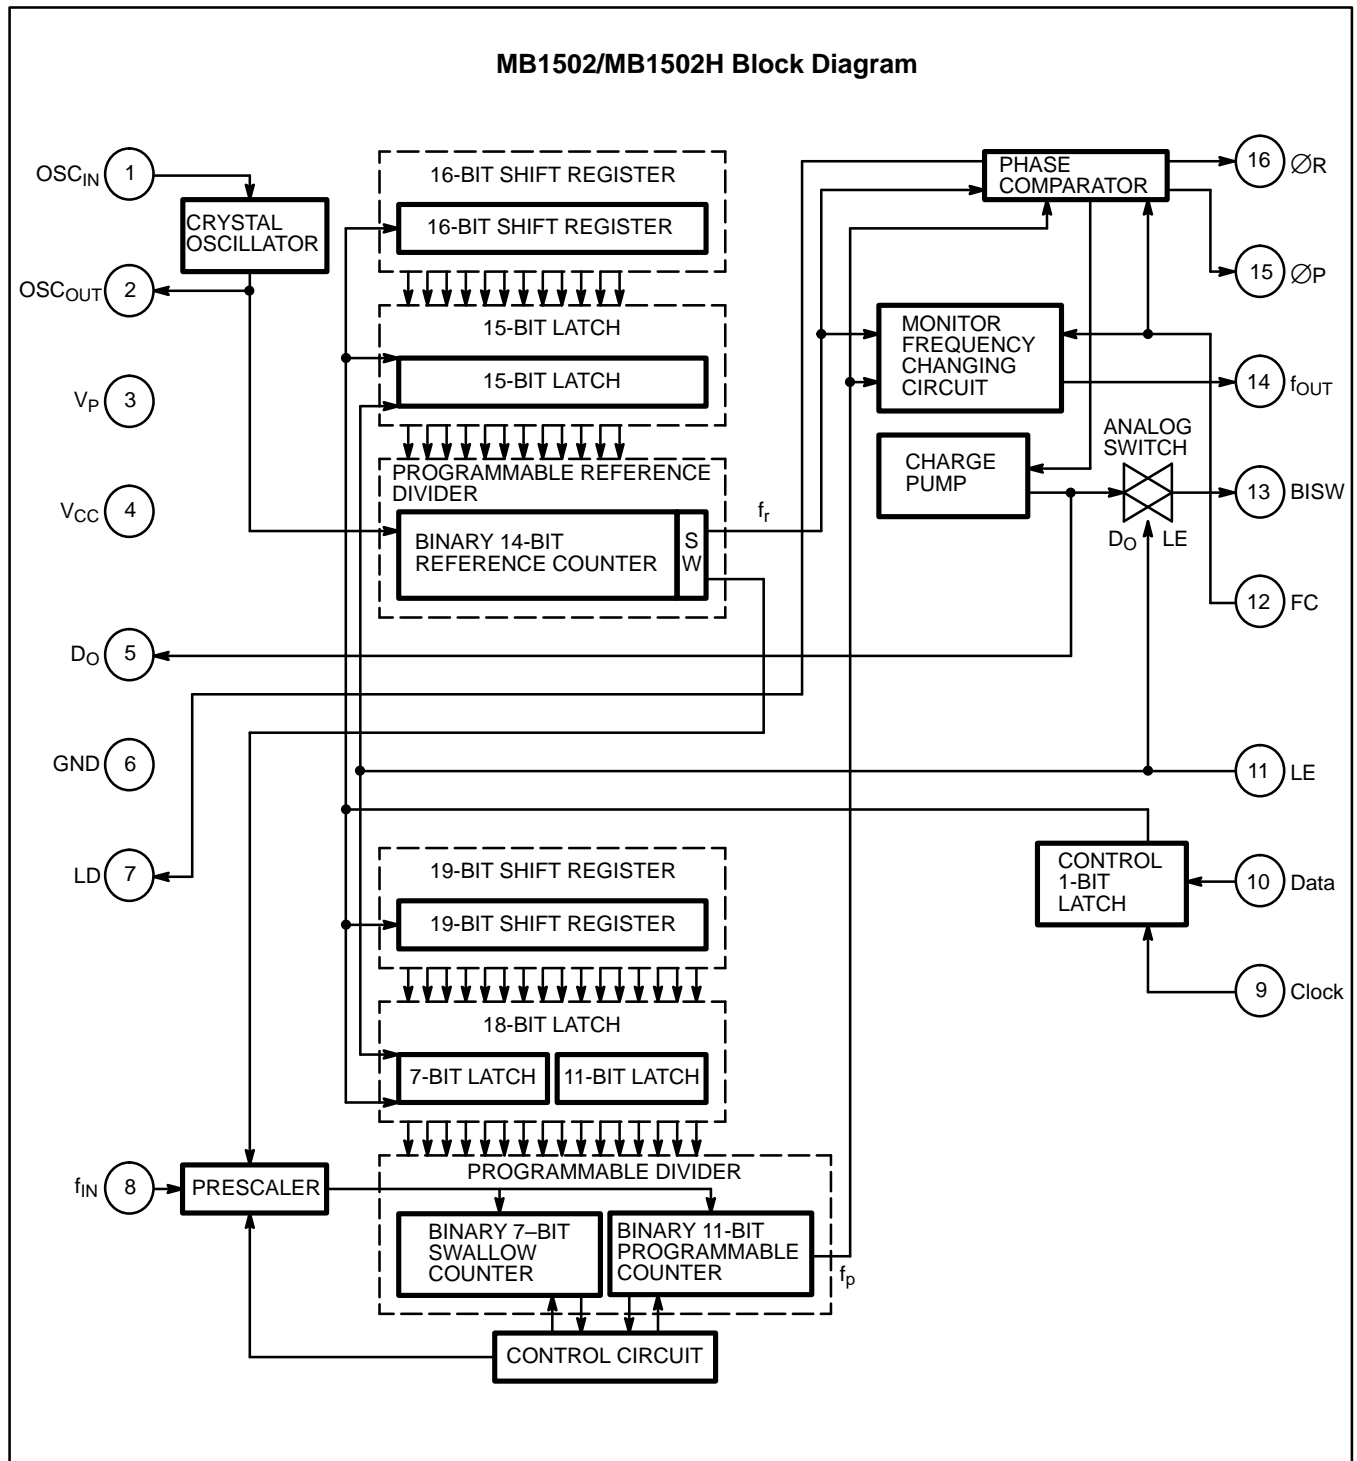 MB1502/MB1502H Block Diagram
OSCIN
1
CRYSTAL
OSCILLATOR
OSCOUT
2
VP
3
VCC
4
DO
5
GND
6
LD
7
fIN
8
PRESCALER
16-BIT SHIFT REGISTER
16-BIT SHIFT REGISTER
15-BIT LATCH
15-BIT LATCH
PROGRAMMABLE REFERENCE
DIVIDER
BINARY 14-BIT
REFERENCE COUNTER
S
W
fr
19-BIT SHIFT REGISTER
19-BIT SHIFT REGISTER
18-BIT LATCH
7-BIT LATCH
11-BIT LATCH
PROGRAMMABLE DIVIDER
BINARY 7–BIT
SWALLOW
COUNTER
BINARY 11-BIT
PROGRAMMABLE
COUNTER
fp
CONTROL CIRCUIT
PHASE
COMPARATOR
MONITOR
FREQUENCY
CHANGING
CIRCUIT
CHARGE
PUMP
ANALOG
SWITCH
DO
LE
CONTROL
1-BIT
LATCH
16
∅R
15
∅P
14
fOUT
13
BISW
12
FC
11
LE
10
Data
9
Clock